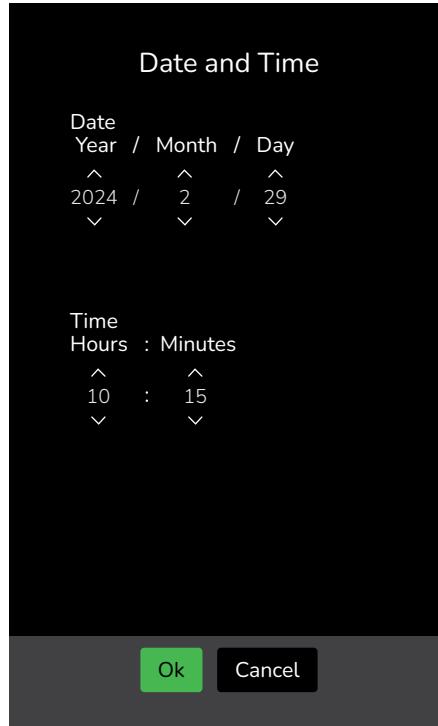 Date and Time
Date
Year / Month / Day
2024 / 2 / 29
Time
Hours : Minutes
10 : 15
Ok Cancel